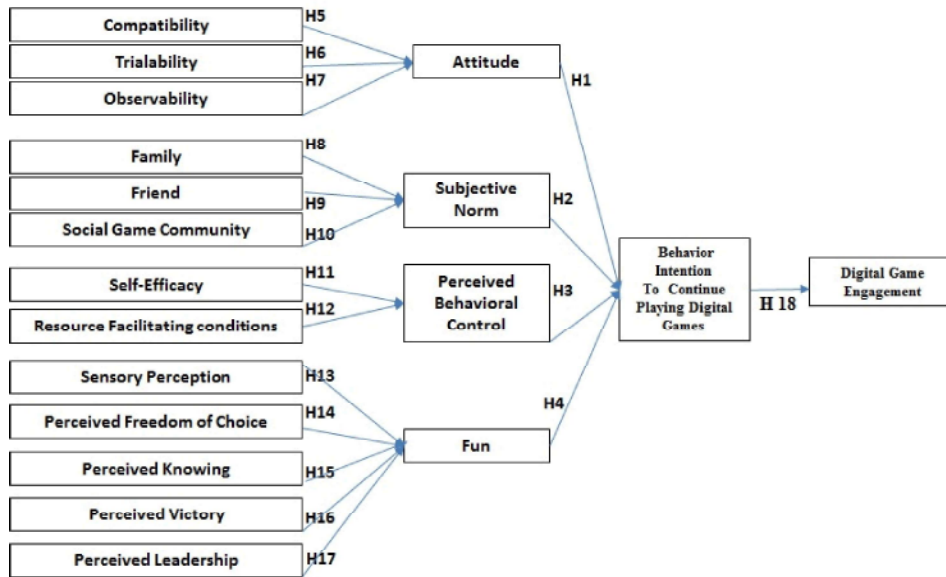 Compatibility
H5
Trialability
H6
Observability
H7
Attitude
H1
Family
H8
Friend
H9
Social Game Community
H10
Subjective
Norm
H2
Self-Efficacy
H11
Resource Facilitating conditions
H12
Perceived
Behavioral
Control
H3
Sensory Perception
H13
Perceived Freedom of Choice
H14
Perceived Knowing
H15
Perceived Victory
H16
Perceived Leadership
H17
Fun
H4
Behavior
Intention
To Continue
Playing Digital
Games
H 18
Digital Game
Engagement